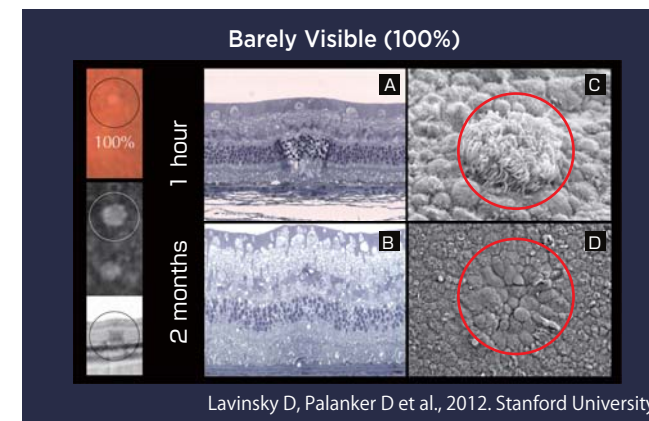 Barely Visible (100%)
A
C
100%
1 hour
B
D
2 months
Lavinsky D, Palanker D et al., 2012. Stanford University